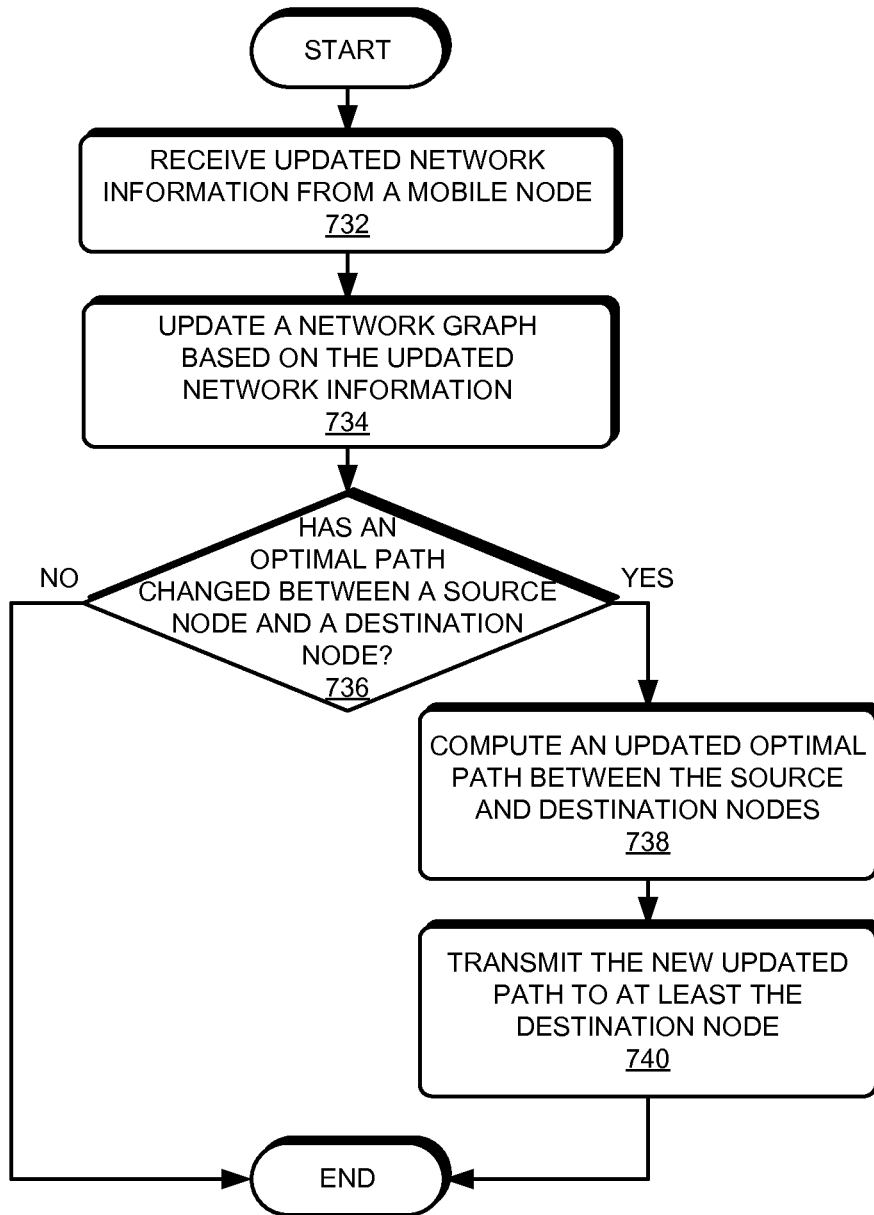 START
RECEIVE UPDATED NETWORK
INFORMATION FROM A MOBILE NODE
732
UPDATE A NETWORK GRAPH
BASED ON THE UPDATED
NETWORK INFORMATION
734
HAS AN
OPTIMAL PATH
CHANGED BETWEEN A SOURCE
NODE AND A DESTINATION
NODE?
736
NO
YES
COMPUTE AN UPDATED OPTIMAL
PATH BETWEEN THE SOURCE
AND DESTINATION NODES
738
TRANSMIT THE NEW UPDATED
PATH TO AT LEAST THE
DESTINATION NODE
740
END